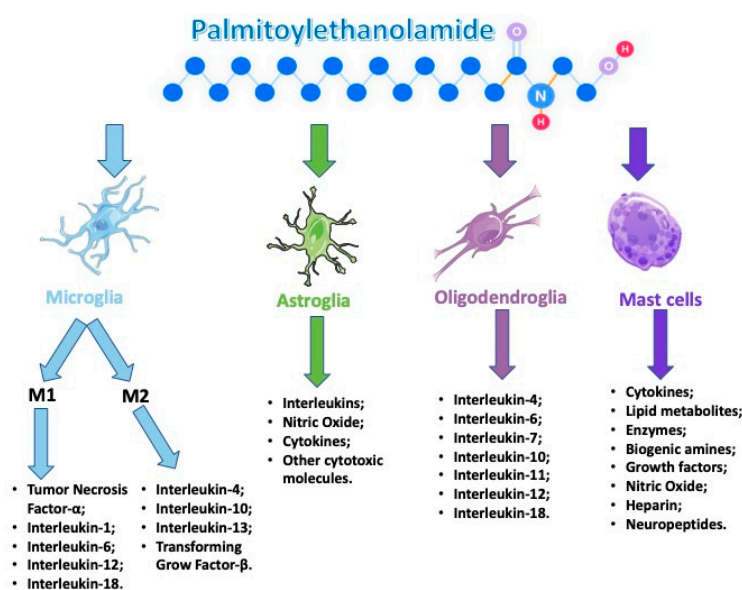 Palmitoylethanolamide
O
H
O
N
H
Microglia
Astroglia
Oligodendroglia
Mast cells
M1
M2
• Tumor Necrosis
Factor-α;
• Interleukin-1;
• Interleukin-6;
• Interleukin-12;
• Interleukin-18.
• Interleukin-4;
• Interleukin-10;
• Interleukin-13;
• Transforming
Grow Factor-β.
• Interleukins;
• Nitric Oxide;
• Cytokines;
• Other cytotoxic
molecules.
• Interleukin-4;
• Interleukin-6;
• Interleukin-7;
• Interleukin-10;
• Interleukin-11;
• Interleukin-12;
• Interleukin-18.
• Cytokines;
• Lipid metabolites;
• Enzymes;
• Biogenic amines;
• Growth factors;
• Nitric Oxide;
• Heparin;
• Neuropeptides.